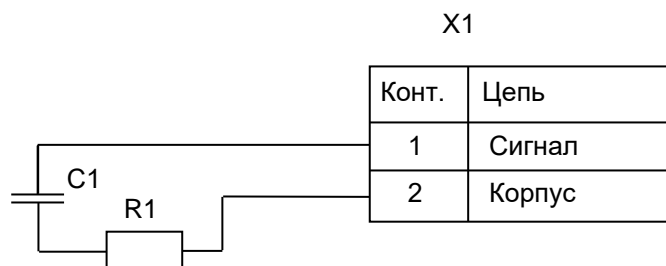 X1
Конт. Цепь
1 Сигнал
2 Корпус
C1
R1